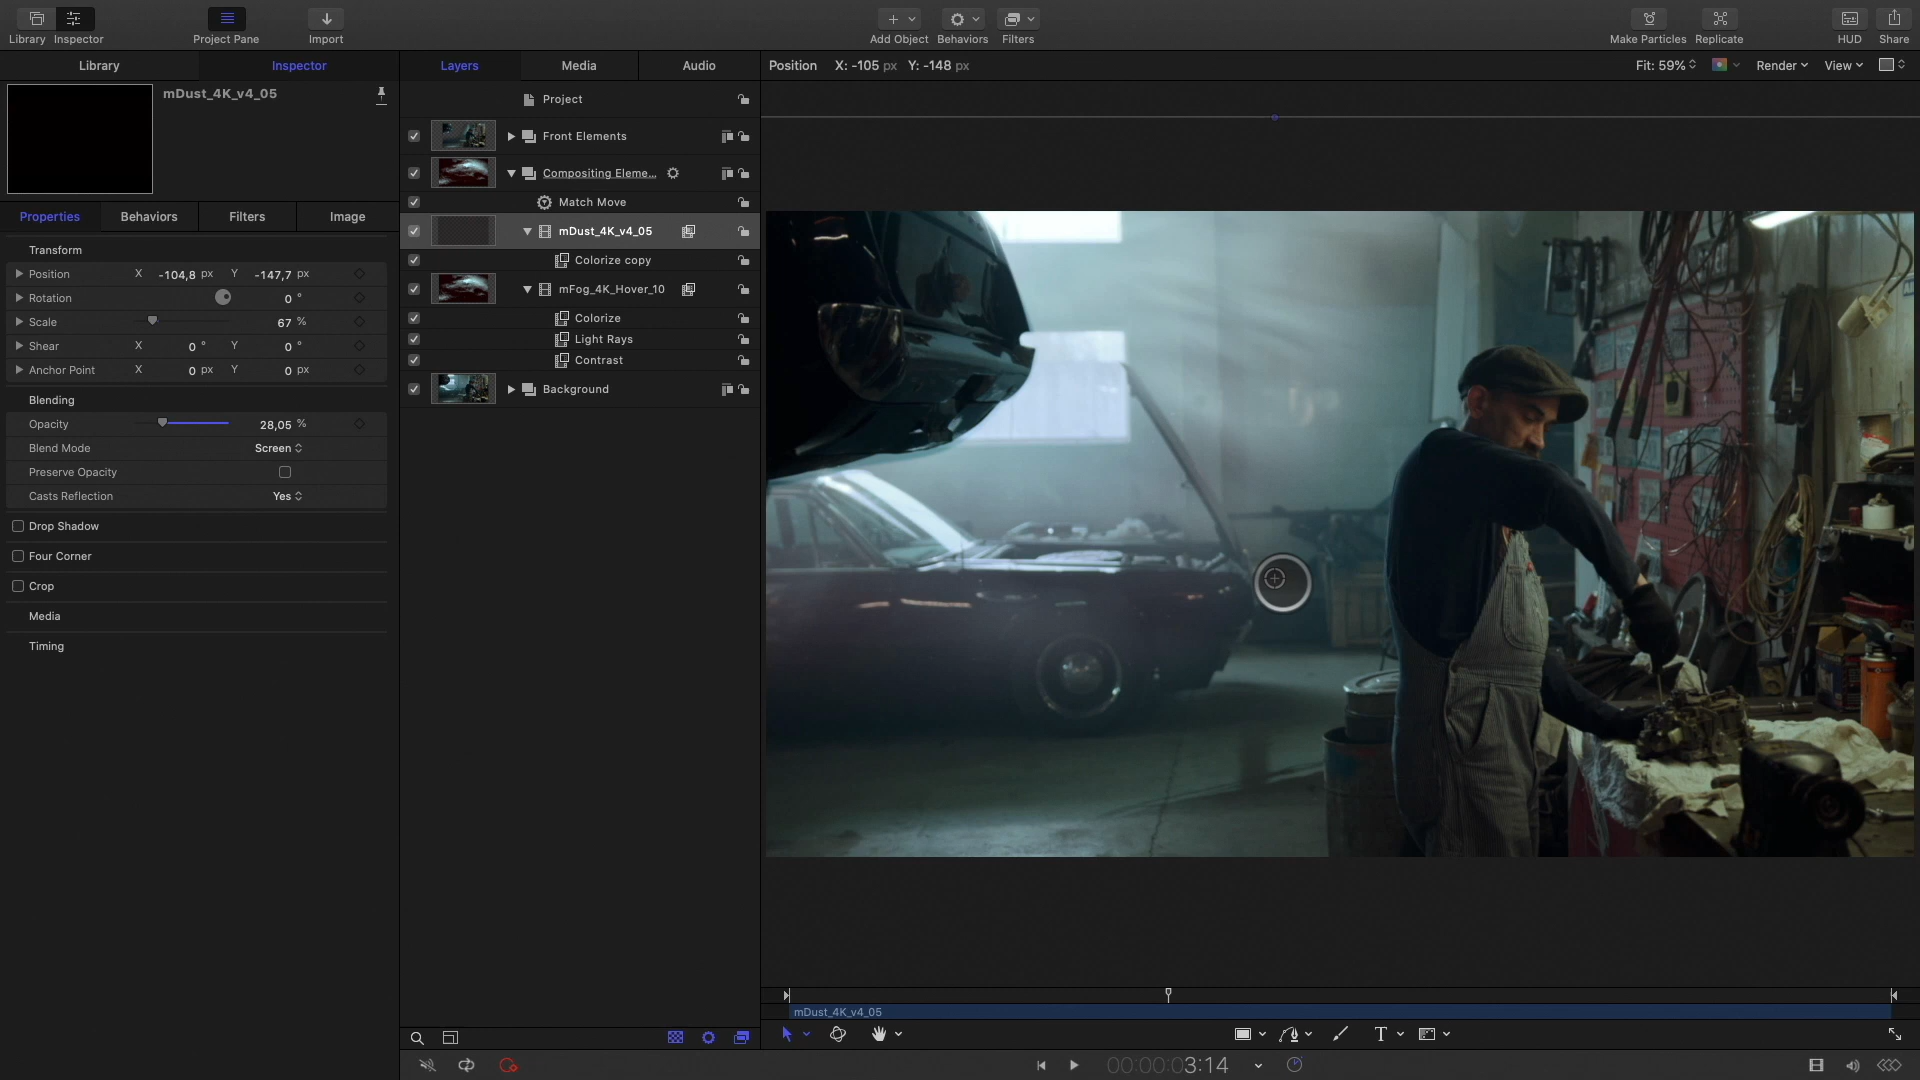 Library Inspector
Project Pane
Import
Add Object Behaviors Filters
Make Particles Replicate
HUD Share
Library Inspector
Layers Media Audio
Position X: -105 px Y: -148 px
Fit: 59% Render View
mDust_4K_v4_05
Properties Behaviors Filters Image
Transform
Position X -104,8 px Y -147,7 px
Rotation 0 °
Scale 67 %
Shear X 0 ° Y 0 °
Anchor Point X 0 px Y 0 px
Blending
Opacity 28,05 %
Blend Mode Screen
Preserve Opacity
Casts Reflection Yes
Drop Shadow
Four Corner
Crop
Media
Timing
Project
Front Elements
Compositing Eleme...
Match Move
mDust_4K_v4_05
Colorize copy
mFog_4K_Hover_10
Colorize
Light Rays
Contrast
Background
mDust_4K_v4_05
T
00:00:03:14